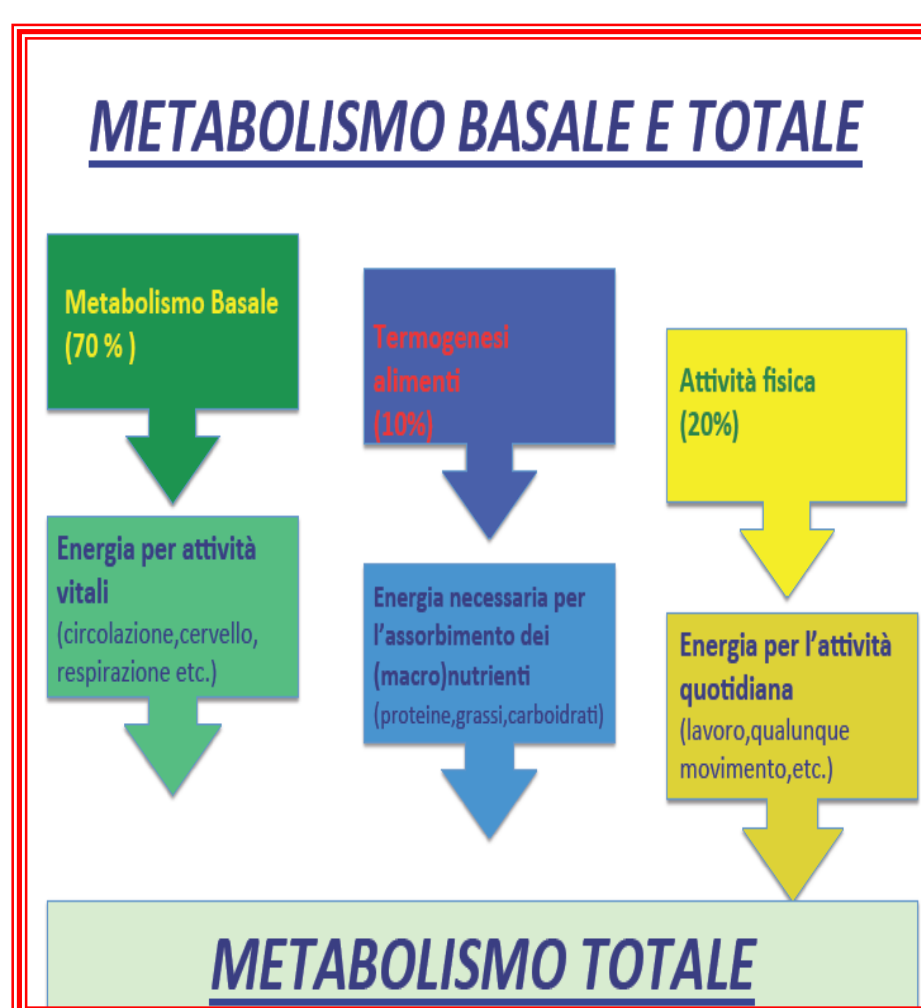 METABOLISMO BASALE E TOTALE
Metabolismo Basale
(70 % )
Energia per attività
vitali
(circolazione,cervello,
respirazione etc.)
Termogenesi
alimenti
(10%)
Energia necessaria per
l’assorbimento dei
(macro)nutrienti
(proteine,grassi,carboidrati)
Attività fisica
(20%)
Energia per l’attività
quotidiana
(lavoro,qualunque
movimento,etc.)
METABOLISMO TOTALE